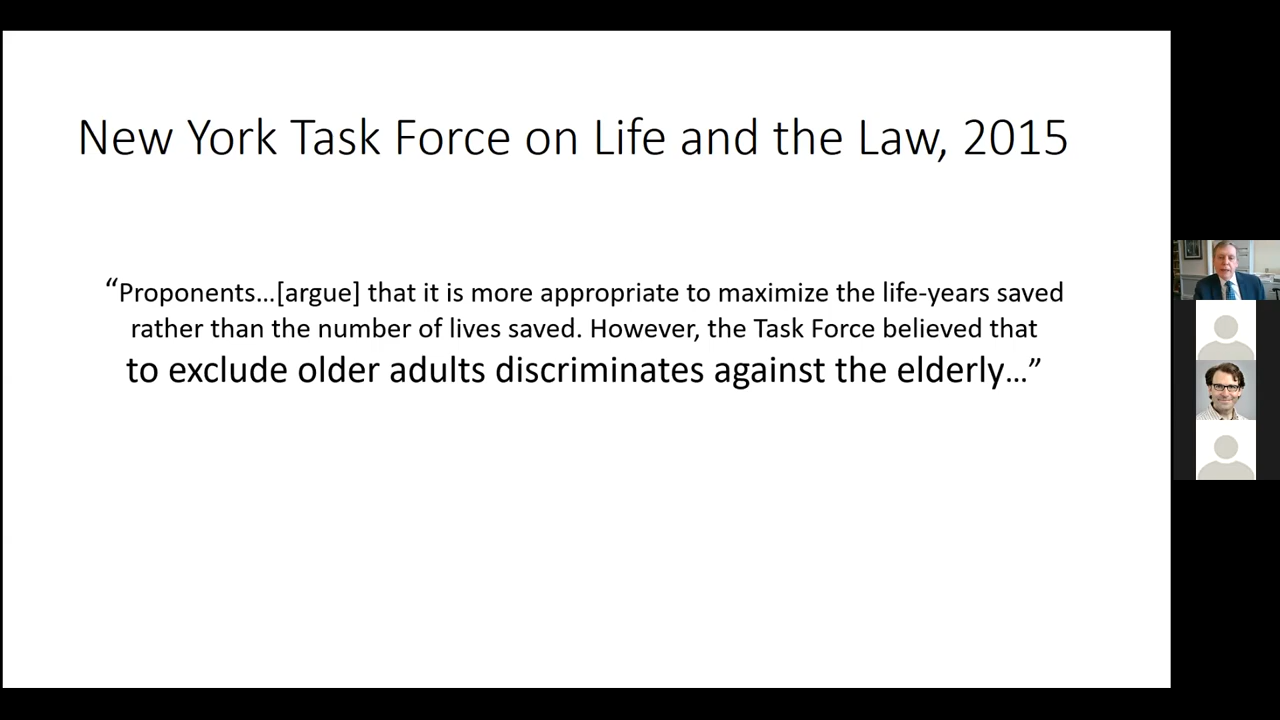 New York Task Force on Life and the Law, 2015
“Proponents…[argue] that it is more appropriate to maximize the life-years saved
rather than the number of lives saved. However, the Task Force believed that
to exclude older adults discriminates against the elderly…”